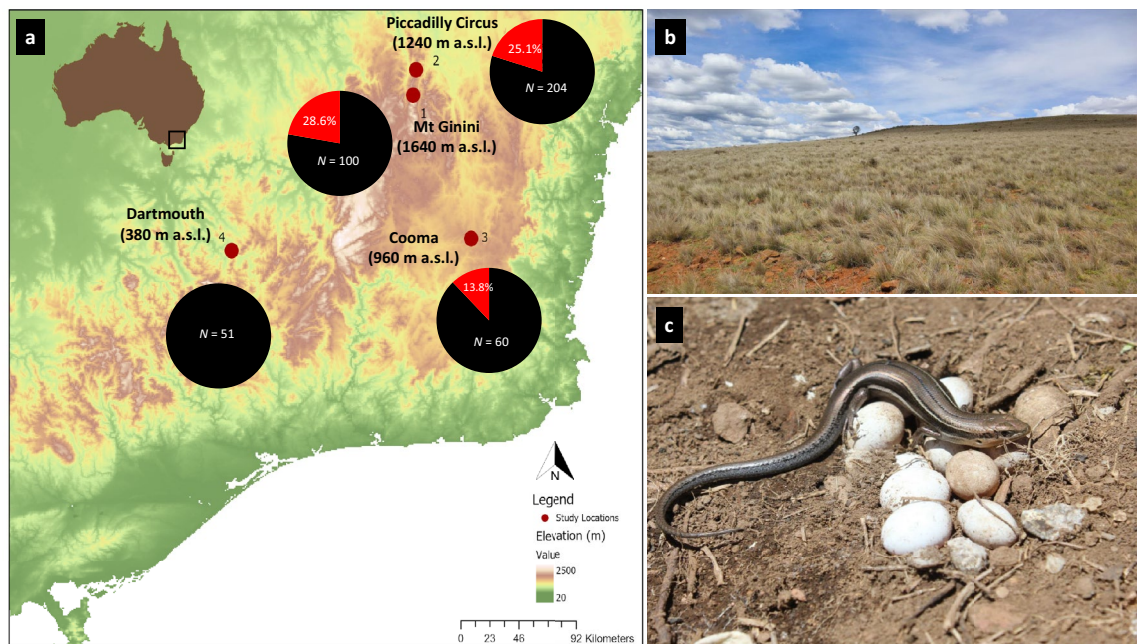 a
Piccadilly Circus
(1240 m a.s.l.)
2
25.1%
N = 204
1
Mt Ginini
(1640 m a.s.l.)
28.6%
N = 100
Dartmouth
(380 m a.s.l.)
4
N = 51
Cooma
(960 m a.s.l.)
3
13.8%
N = 60
N
Legend
Study Locations
Elevation (m)
Value
2500
20
0 23 46 92 Kilometers
b
c